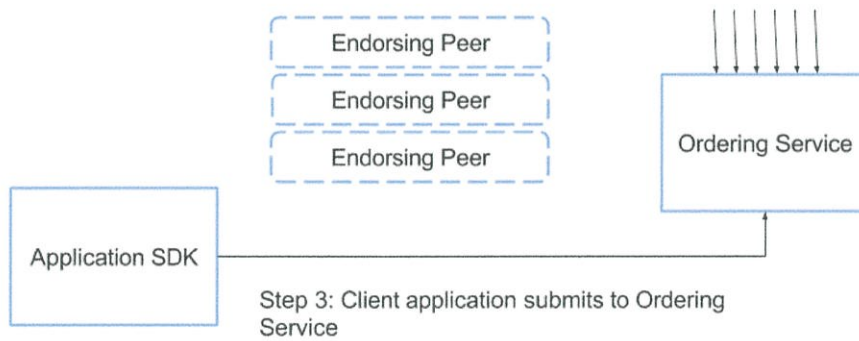 Endorsing Peer
Endorsing Peer
Endorsing Peer
Ordering Service
Application SDK
Step 3: Client application submits to Ordering
Service